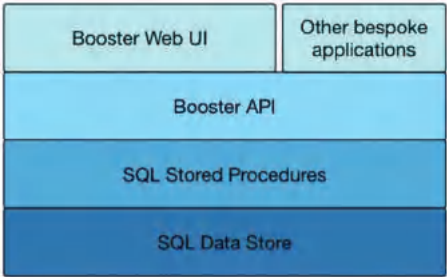 Booster Web UI
Other bespoke
applications
Booster API
SQL Stored Procedures
SQL Data Store